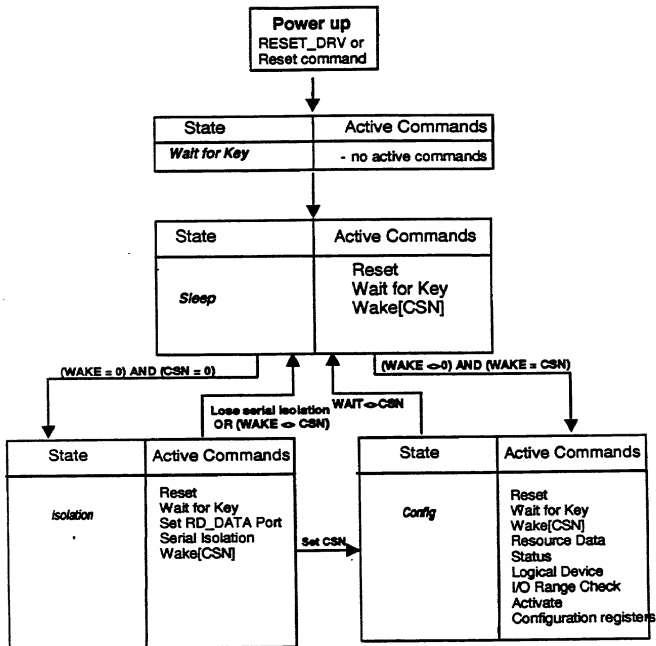 Power up
RESET_DRV or
Reset command
State
Active Commands
Wait for Key
- no active commands
State
Active Commands
Sleep
Reset
Wait for Key
Wake[CSN]
(WAKE = 0) AND (CSN = 0)
(WAKE <>0) AND (WAKE = CSN)
Lose serial isolation
OR (WAKE <> CSN)
WAIT<>CSN
State
Active Commands
isolation
Reset
Wait for Key
Set RD_DATA Port
Serial Isolation
Wake[CSN]
Set CSN
State
Active Commands
Config
Reset
Wait for Key
Wake[CSN]
Resource Data
Status
Logical Device
I/O Range Check
Activate
Configuration registers